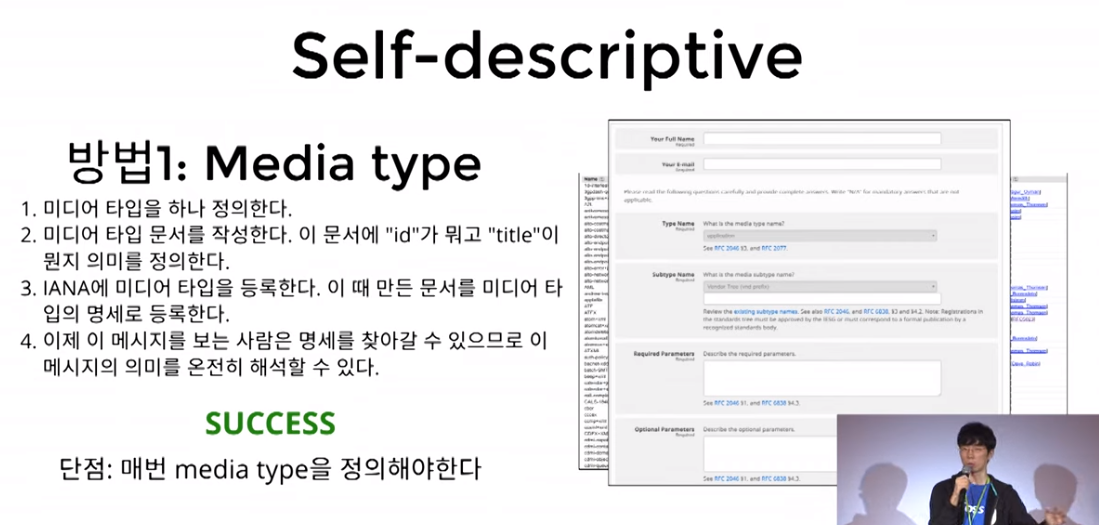 Self-descriptive
방법1: Media type
1. 미디어 타입을 하나 정의한다.
2. 미디어 타입 문서를 작성한다. 이 문서에 "id"가 뭐고 "title"이
뭔지 의미를 정의한다.
3. IANA에 미디어 타입을 등록한다. 이 때 만든 문서를 미디어 타
입의 명세로 등록한다.
4. 이제 이 메시지를 보는 사람은 명세를 찾아갈 수 있으므로 이
메시지의 의미를 온전히 해석할 수 있다.
SUCCESS
단점: 매번 media type을 정의해야한다
Your Full Name
Required
Your E-mail
Required
Please read the following questions carefully and provide complete answers. Write "N/A" for mandatory answers that are not
applicable.
Type Name
Required
What is the media type name?
application
See RFC 2046 §3, and RFC 2077.
Subtype Name
Required
What is the media subtype name?
Vendor Tree (vnd prefix)
Review the existing subtype names. See also RFC 2046, and RFC 6838, §3 and §4.2. Note: Registrations in
the standards tree must be approved by the IESG or must correspond to a formal publication by a
recognized standards body.
Required Parameters
Required
Describe the required parameters.
See RFC 2046 §1, and RFC 6838 §4.3.
Optional Parameters
Required
Describe the optional parameters.
See RFC 2046 §1, and RFC 6838 §4.3.
Name